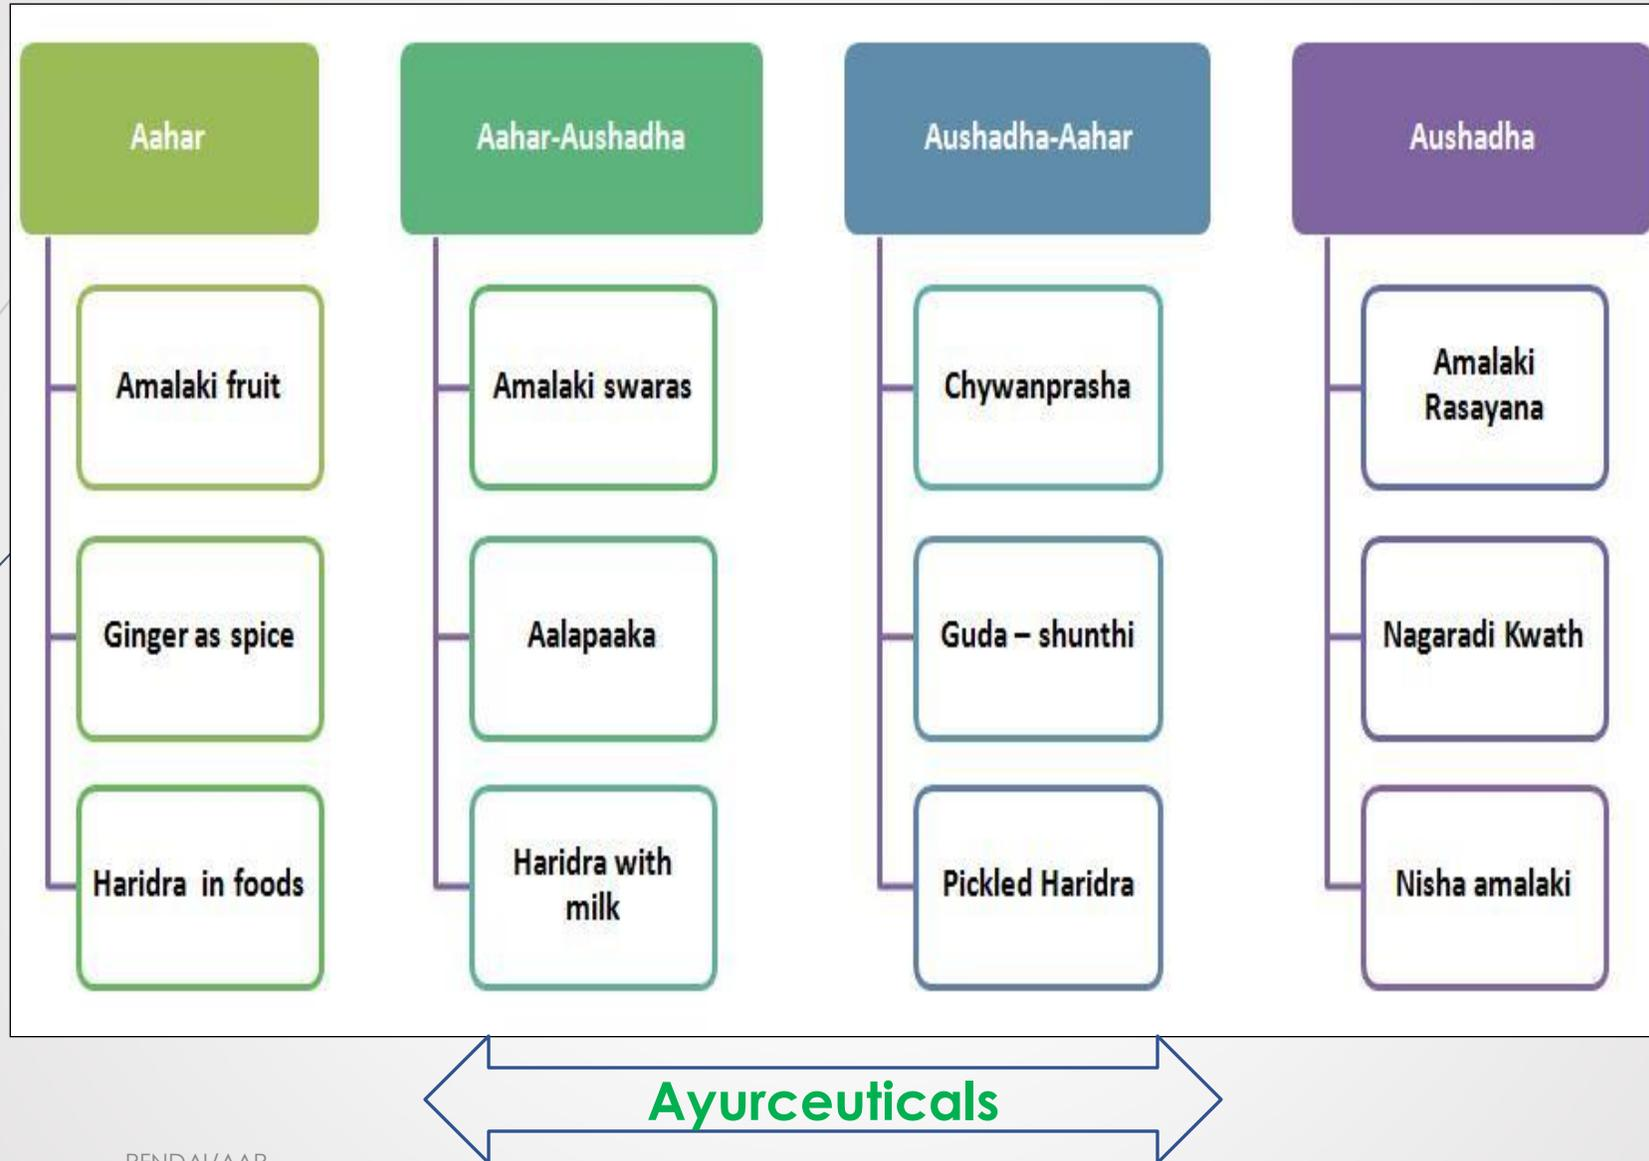 Aahar
Amalaki fruit
Ginger as spice
Haridra in foods
Aahar-Aushadha
Amalaki swaras
Aalapaaka
Haridra with
milk
Aushadha-Aahar
Chywanprasha
Guda – shunthi
Pickled Haridra
Aushadha
Amalaki
Rasayana
Nagaradi Kwath
Nisha amalaki
Ayurceuticals